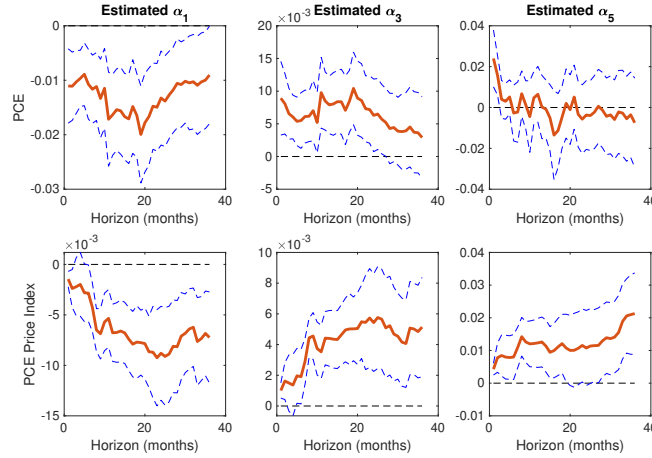 Estimated α1
Estimated α3
Estimated α5
PCE
0
-0.01
-0.02
-0.03
0 20 40
Horizon (months)
×10-3
15
10
5
0
-5
0 20 40
Horizon (months)
0.04
0.02
0
-0.02
-0.04
0 20 40
Horizon (months)
PCE Price Index
×10-3
0
-5
-10
-15
0 20 40
Horizon (months)
×10-3
10
8
6
4
2
0
0 20 40
Horizon (months)
0.04
0.03
0.02
0.01
0
-0.01
0 20 40
Horizon (months)